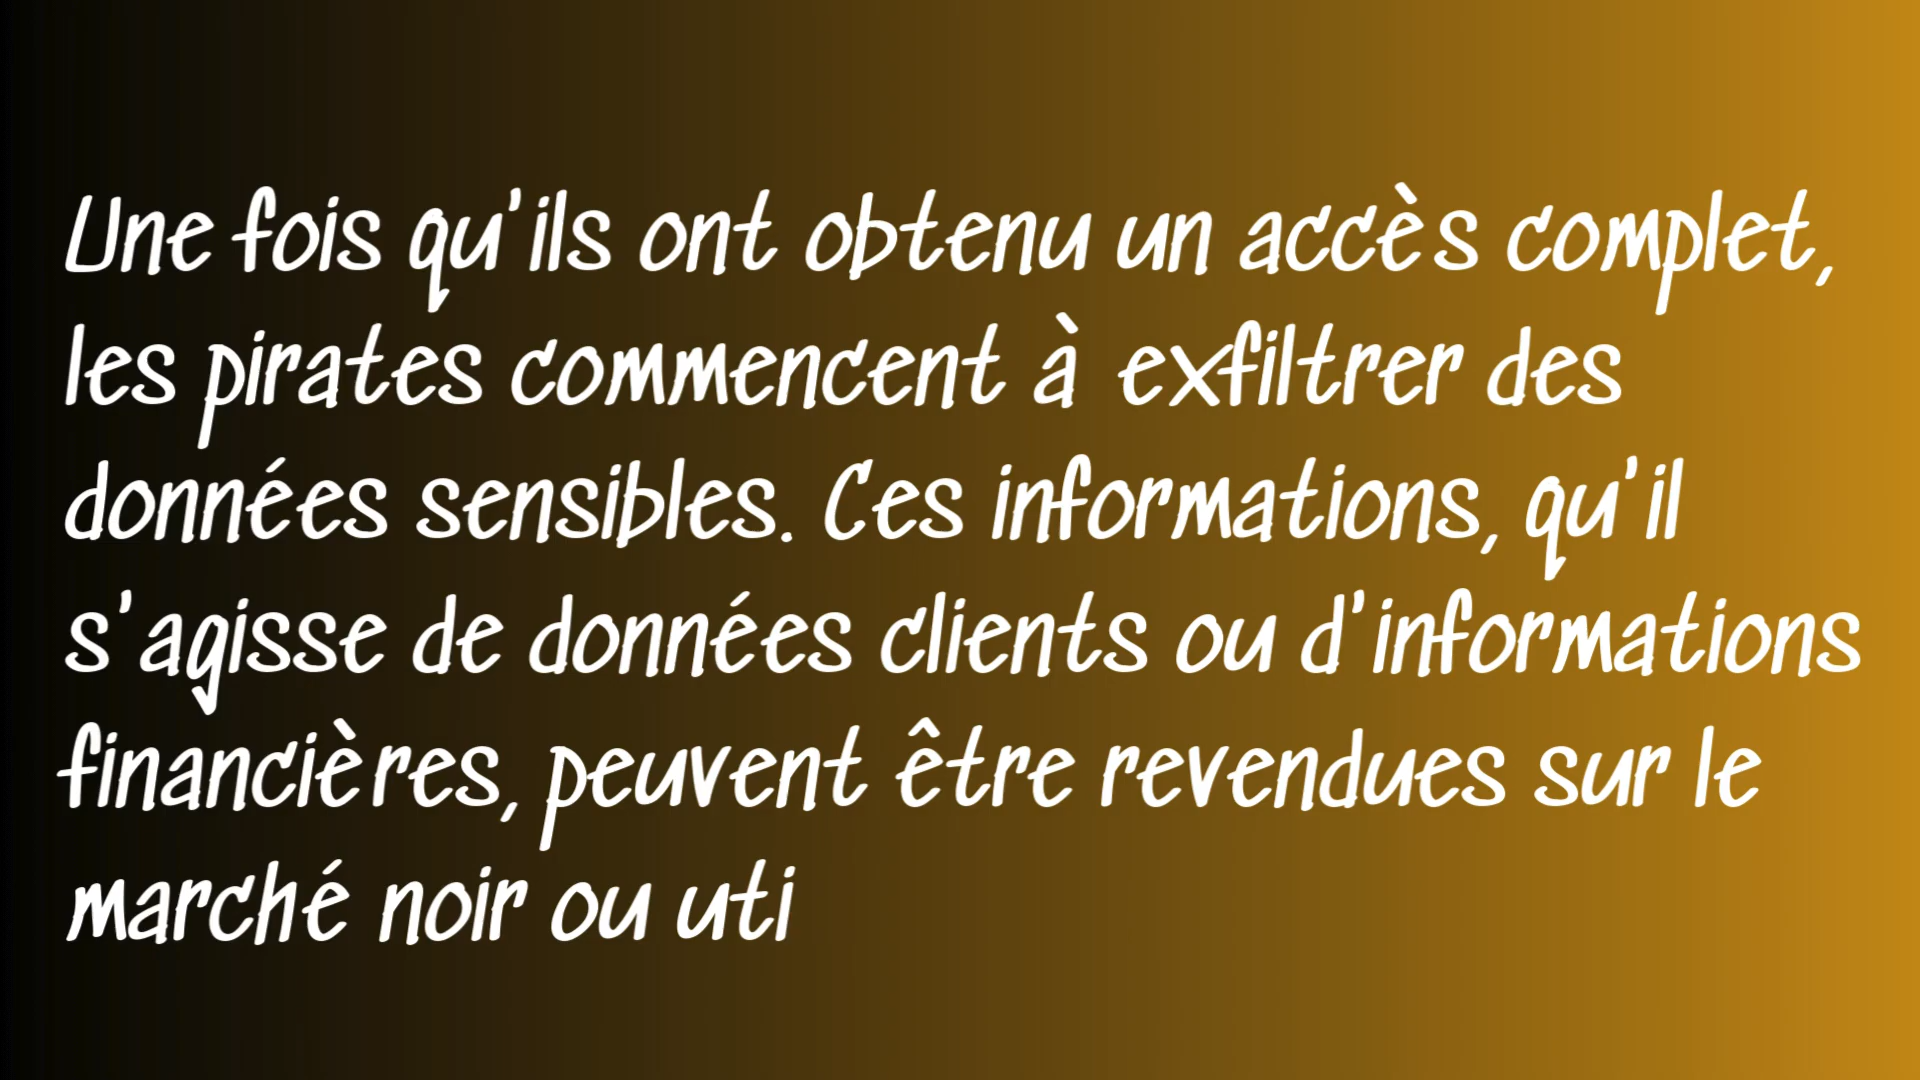 Une fois qu'ils ont obtenu un accès complet,
les pirates commencent à exfiltrer des
données sensibles. Ces informations, qu'il
s'agisse de données clients ou d'informations
financières, peuvent être revendues sur le
marché noir ou uti